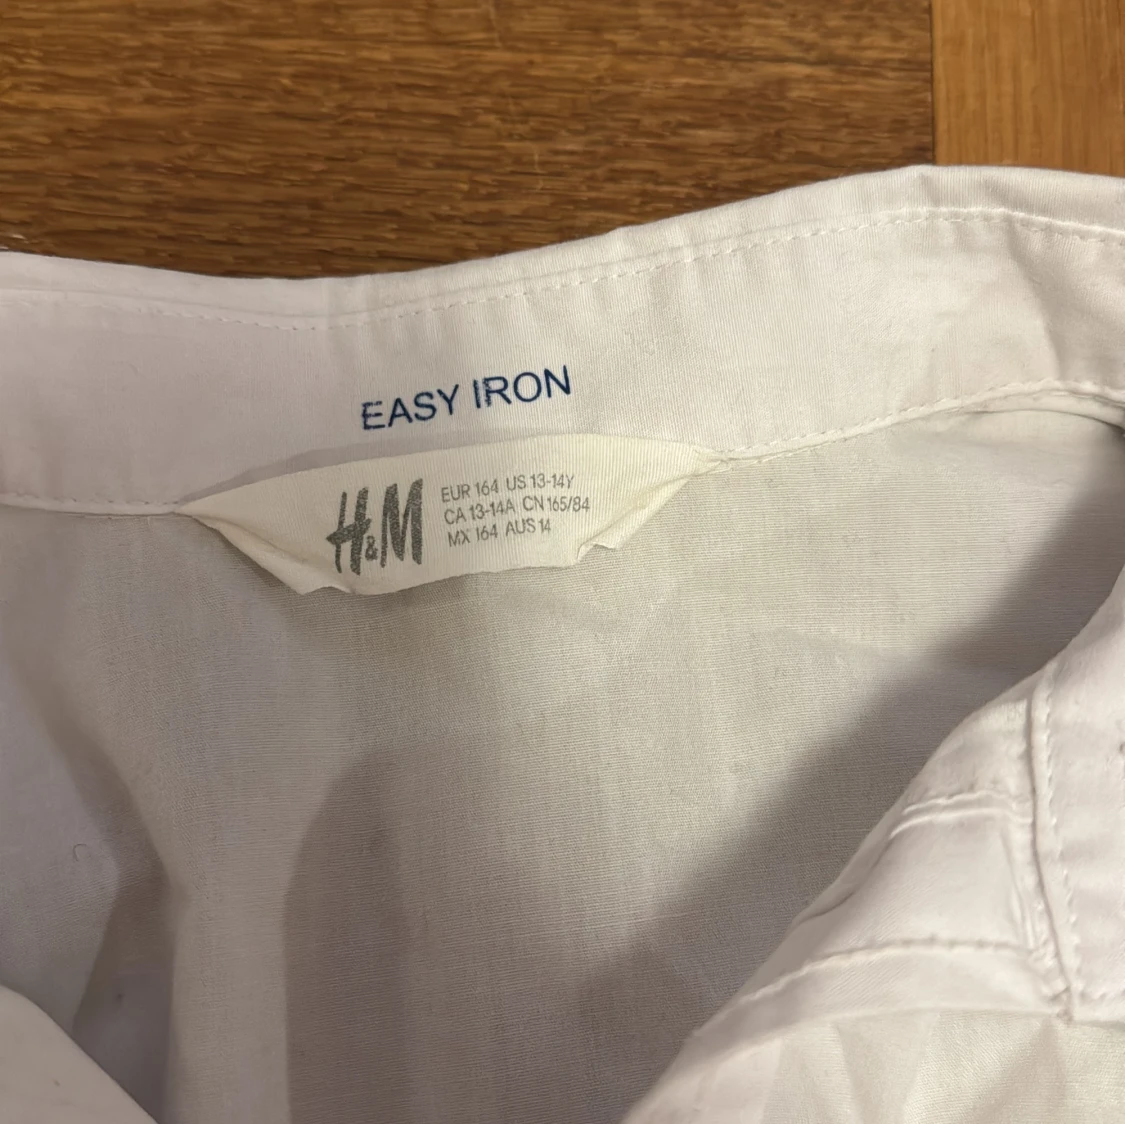 EASY IRON
H&M
EUR 164 US 13-14Y
CA 13-14A CN 165/84
MX 164 AUS 14